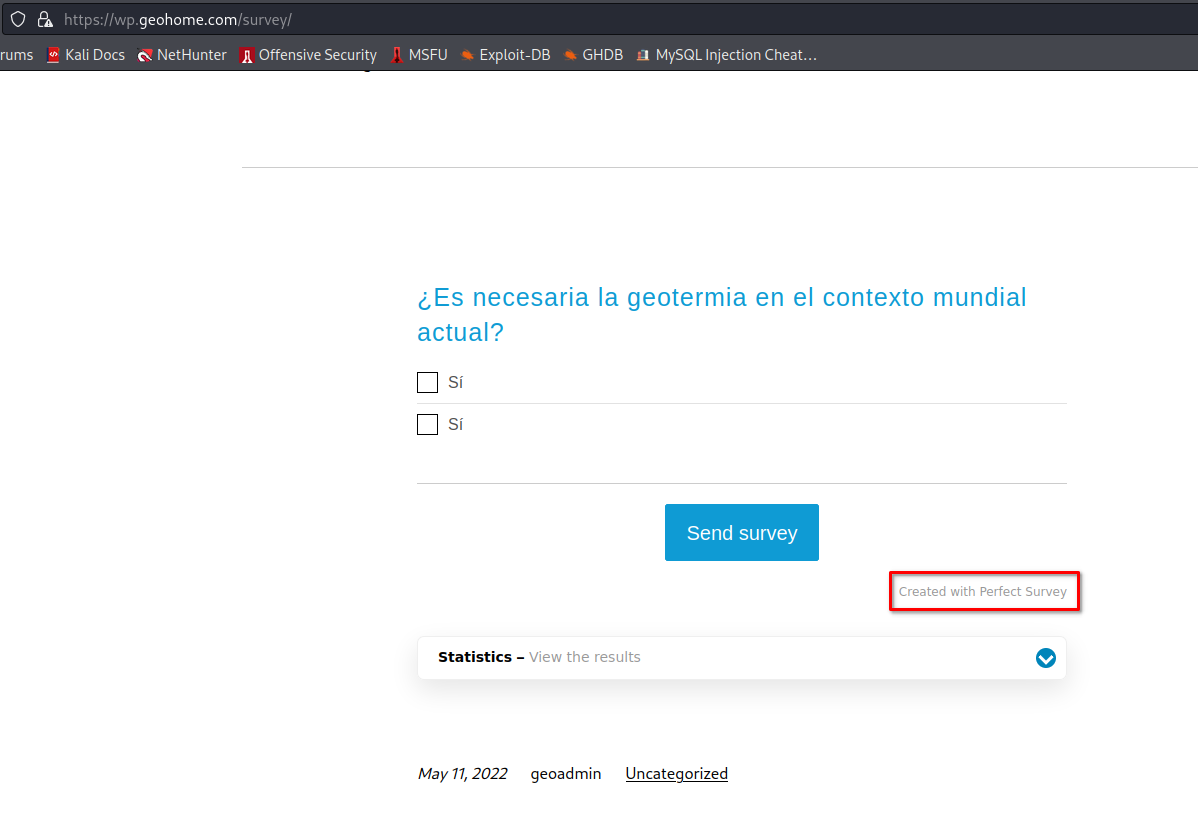 https://wp.geohome.com/survey/
rums Kali Docs NetHunter Offensive Security MSFU Exploit-DB GHDB MySQL Injection Cheat…
¿Es necesaria la geotermia en el contexto mundial
actual?
Sí
Sí
Send survey
Created with Perfect Survey
Statistics – View the results
May 11, 2022 geoadmin Uncategorized